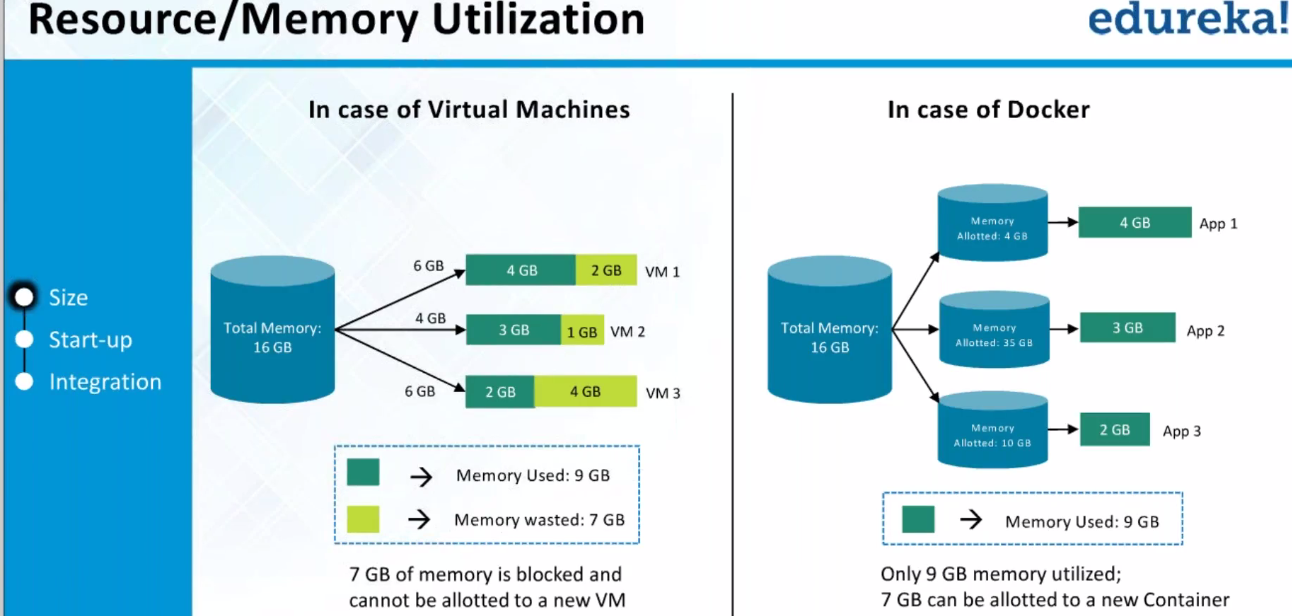 Resource/Memory Utilization
edureka!
Size
Start-up
Integration
In case of Virtual Machines
Total Memory:
16 GB
6 GB
4 GB
2 GB
VM 1
4 GB
3 GB
1 GB
VM 2
6 GB
2 GB
4 GB
VM 3
→ Memory Used: 9 GB
→ Memory wasted: 7 GB
7 GB of memory is blocked and
cannot be allotted to a new VM
In case of Docker
Total Memory:
16 GB
Memory
Allotted: 4 GB
4 GB
App 1
Memory
Allotted: 35 GB
3 GB
App 2
Memory
Allotted: 10 GB
2 GB
App 3
→ Memory Used: 9 GB
Only 9 GB memory utilized;
7 GB can be allotted to a new Container